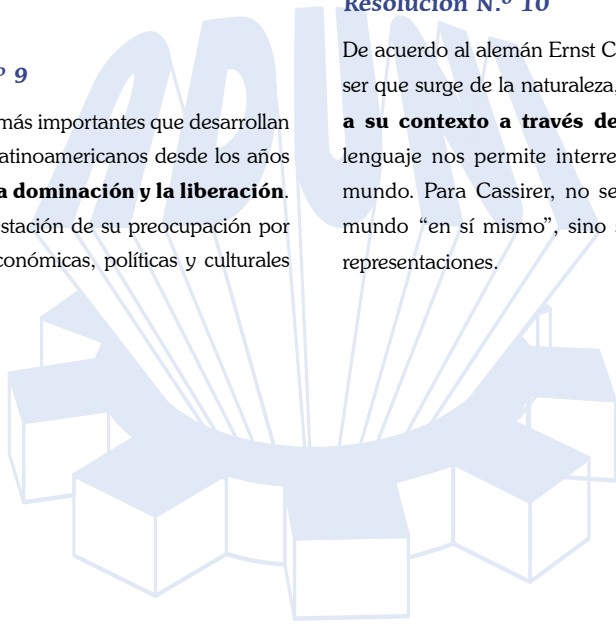 º 9
más importantes que desarrollan
atinoamericanos desde los años
a dominación y la liberación.
stación de su preocupación por
conómicas, políticas y culturales
Resolución N.º 10
De acuerdo al alemán Ernst C
ser que surge de la naturaleza
a su contexto a través de
lenguaje nos permite interre
mundo. Para Cassirer, no se
mundo “en sí mismo”, sino
representaciones.
ADUNI